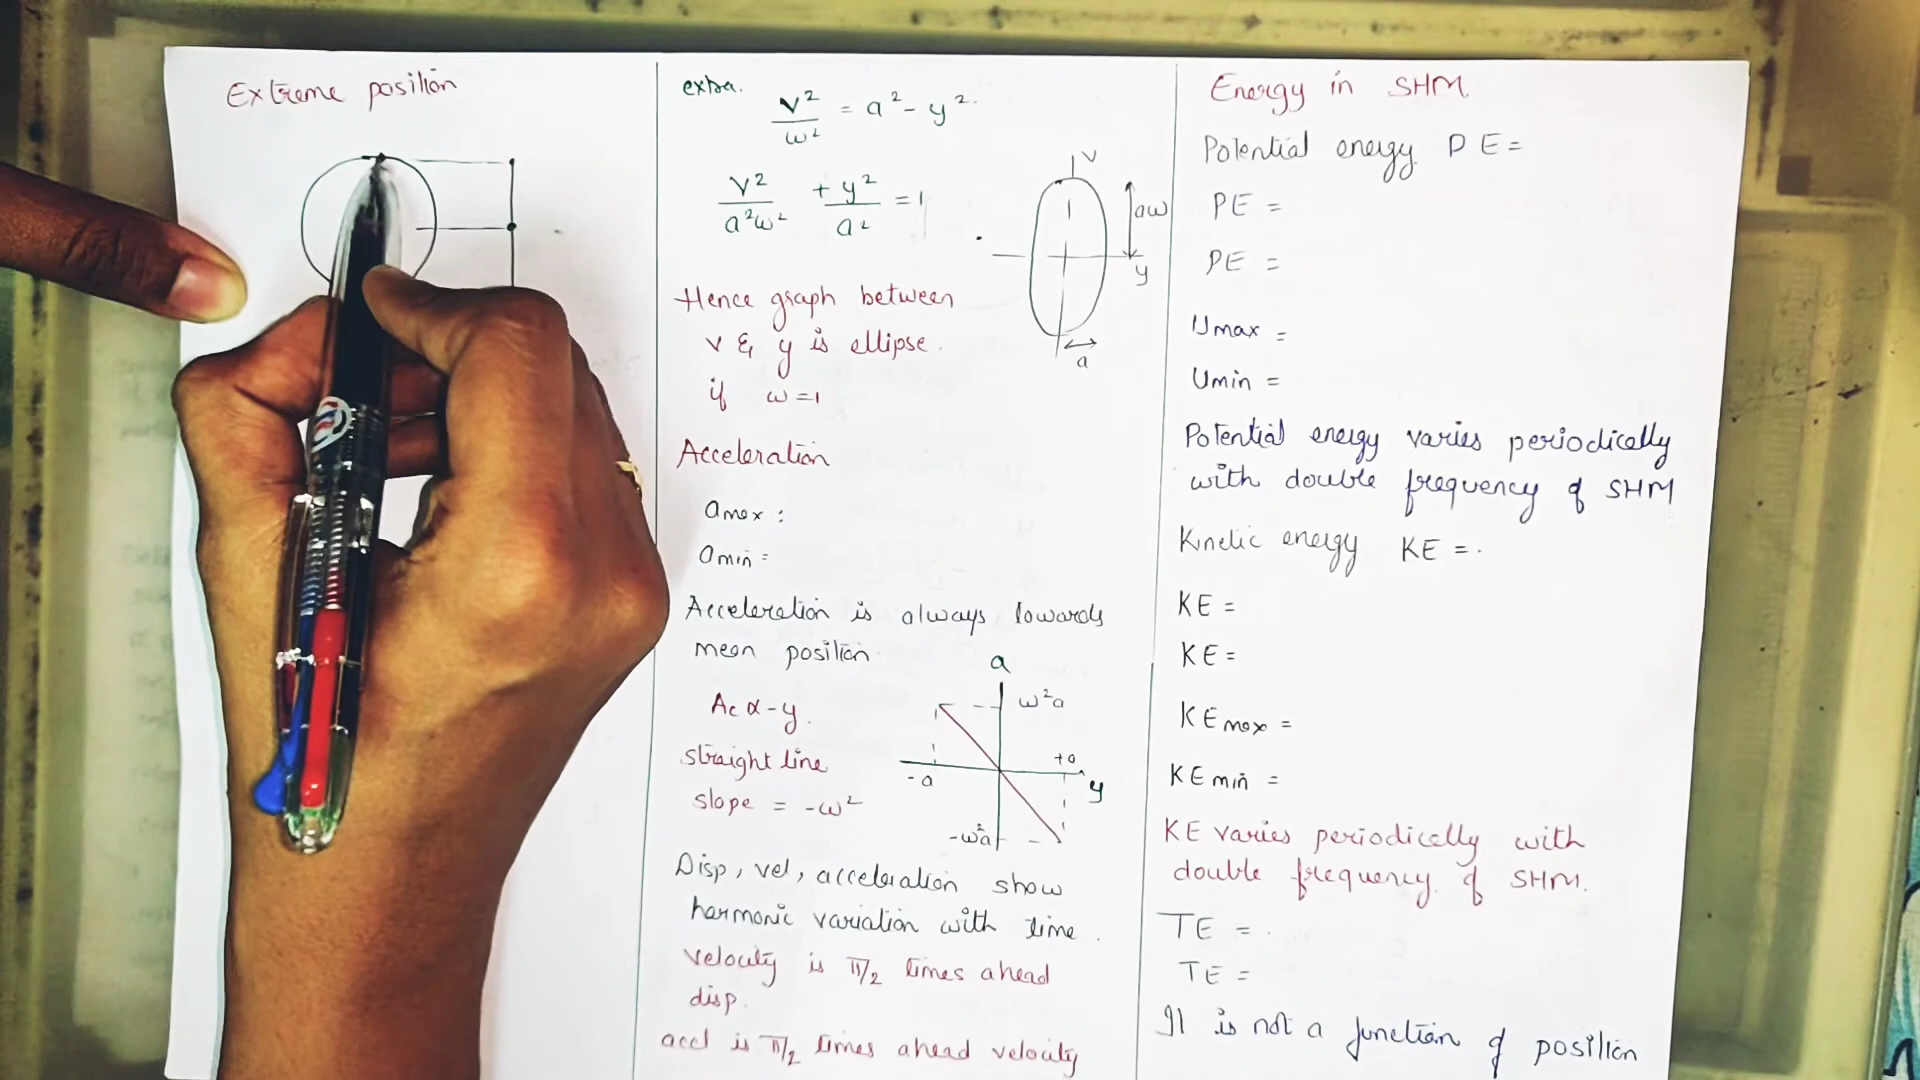 Extreme position
extra.
v²/ω² = a² - y².
v²/a²ω² + y²/a² = 1
v
aω
y
a
Hence graph between
v & y is ellipse.
if ω=1
Acceleration
amax :
amin =
Acceleration is always towards
mean position
Ac α -y.
straight line
slope = -ω²
a
ω²a
+a
-a
y
-ω²a
Disp, vel, acceleration show
harmonic variation with time.
velocity is π/2 times ahead
disp.
accl is π/2 times ahead velocity
Energy in SHM.
Potential energy PE =
PE =
PE =
Umax =
Umin =
Potential energy varies periodically
with double frequency of SHM
Kinetic energy KE =.
KE =
KE =
KEmax =
KEmin =
KE varies periodically with
double frequency of SHM.
TE = .
TE =
It is not a function of position